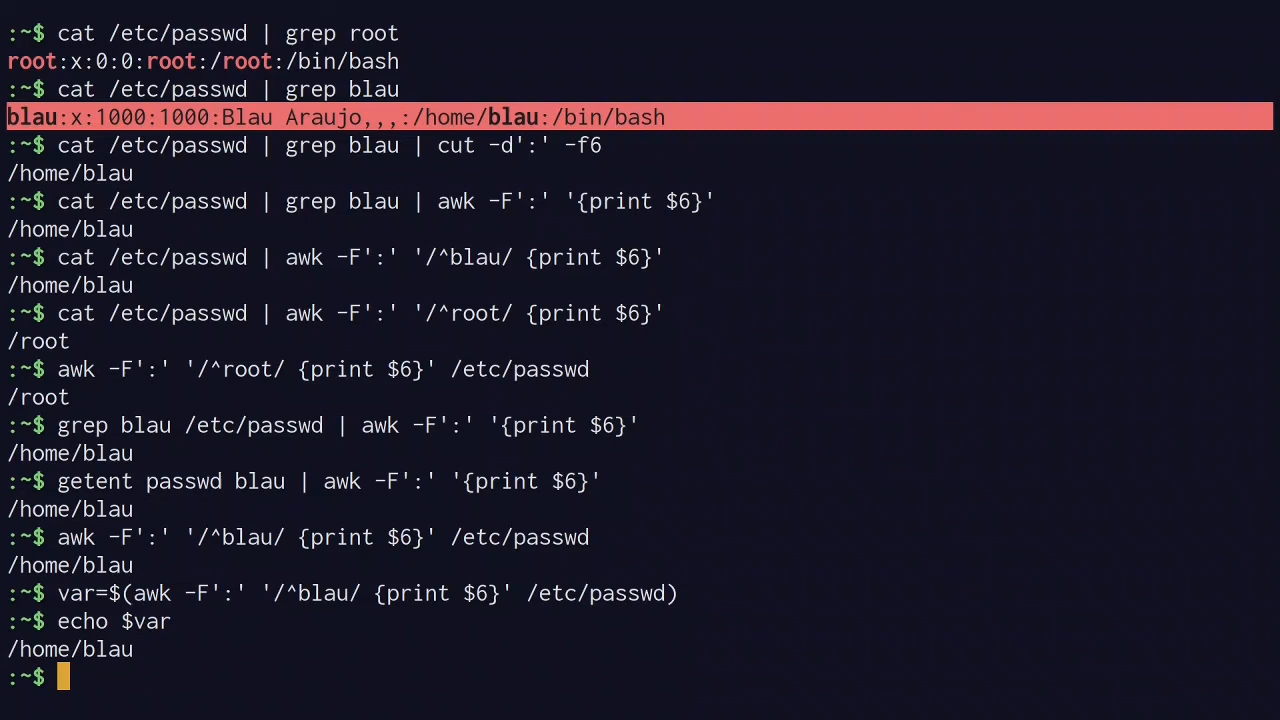 :~$ cat /etc/passwd | grep root
root:x:0:0:root:/root:/bin/bash
:~$ cat /etc/passwd | grep blau
blau:x:1000:1000:Blau Araujo,,,:/home/blau:/bin/bash
:~$ cat /etc/passwd | grep blau | cut -d':' -f6
/home/blau
:~$ cat /etc/passwd | grep blau | awk -F':' '{print $6}'
/home/blau
:~$ cat /etc/passwd | awk -F':' '/^blau/ {print $6}'
/home/blau
:~$ cat /etc/passwd | awk -F':' '/^root/ {print $6}'
/root
:~$ awk -F':' '/^root/ {print $6}' /etc/passwd
/root
:~$ grep blau /etc/passwd | awk -F':' '{print $6}'
/home/blau
:~$ getent passwd blau | awk -F':' '{print $6}'
/home/blau
:~$ awk -F':' '/^blau/ {print $6}' /etc/passwd
/home/blau
:~$ var=$(awk -F':' '/^blau/ {print $6}' /etc/passwd)
:~$ echo $var
/home/blau
:~$